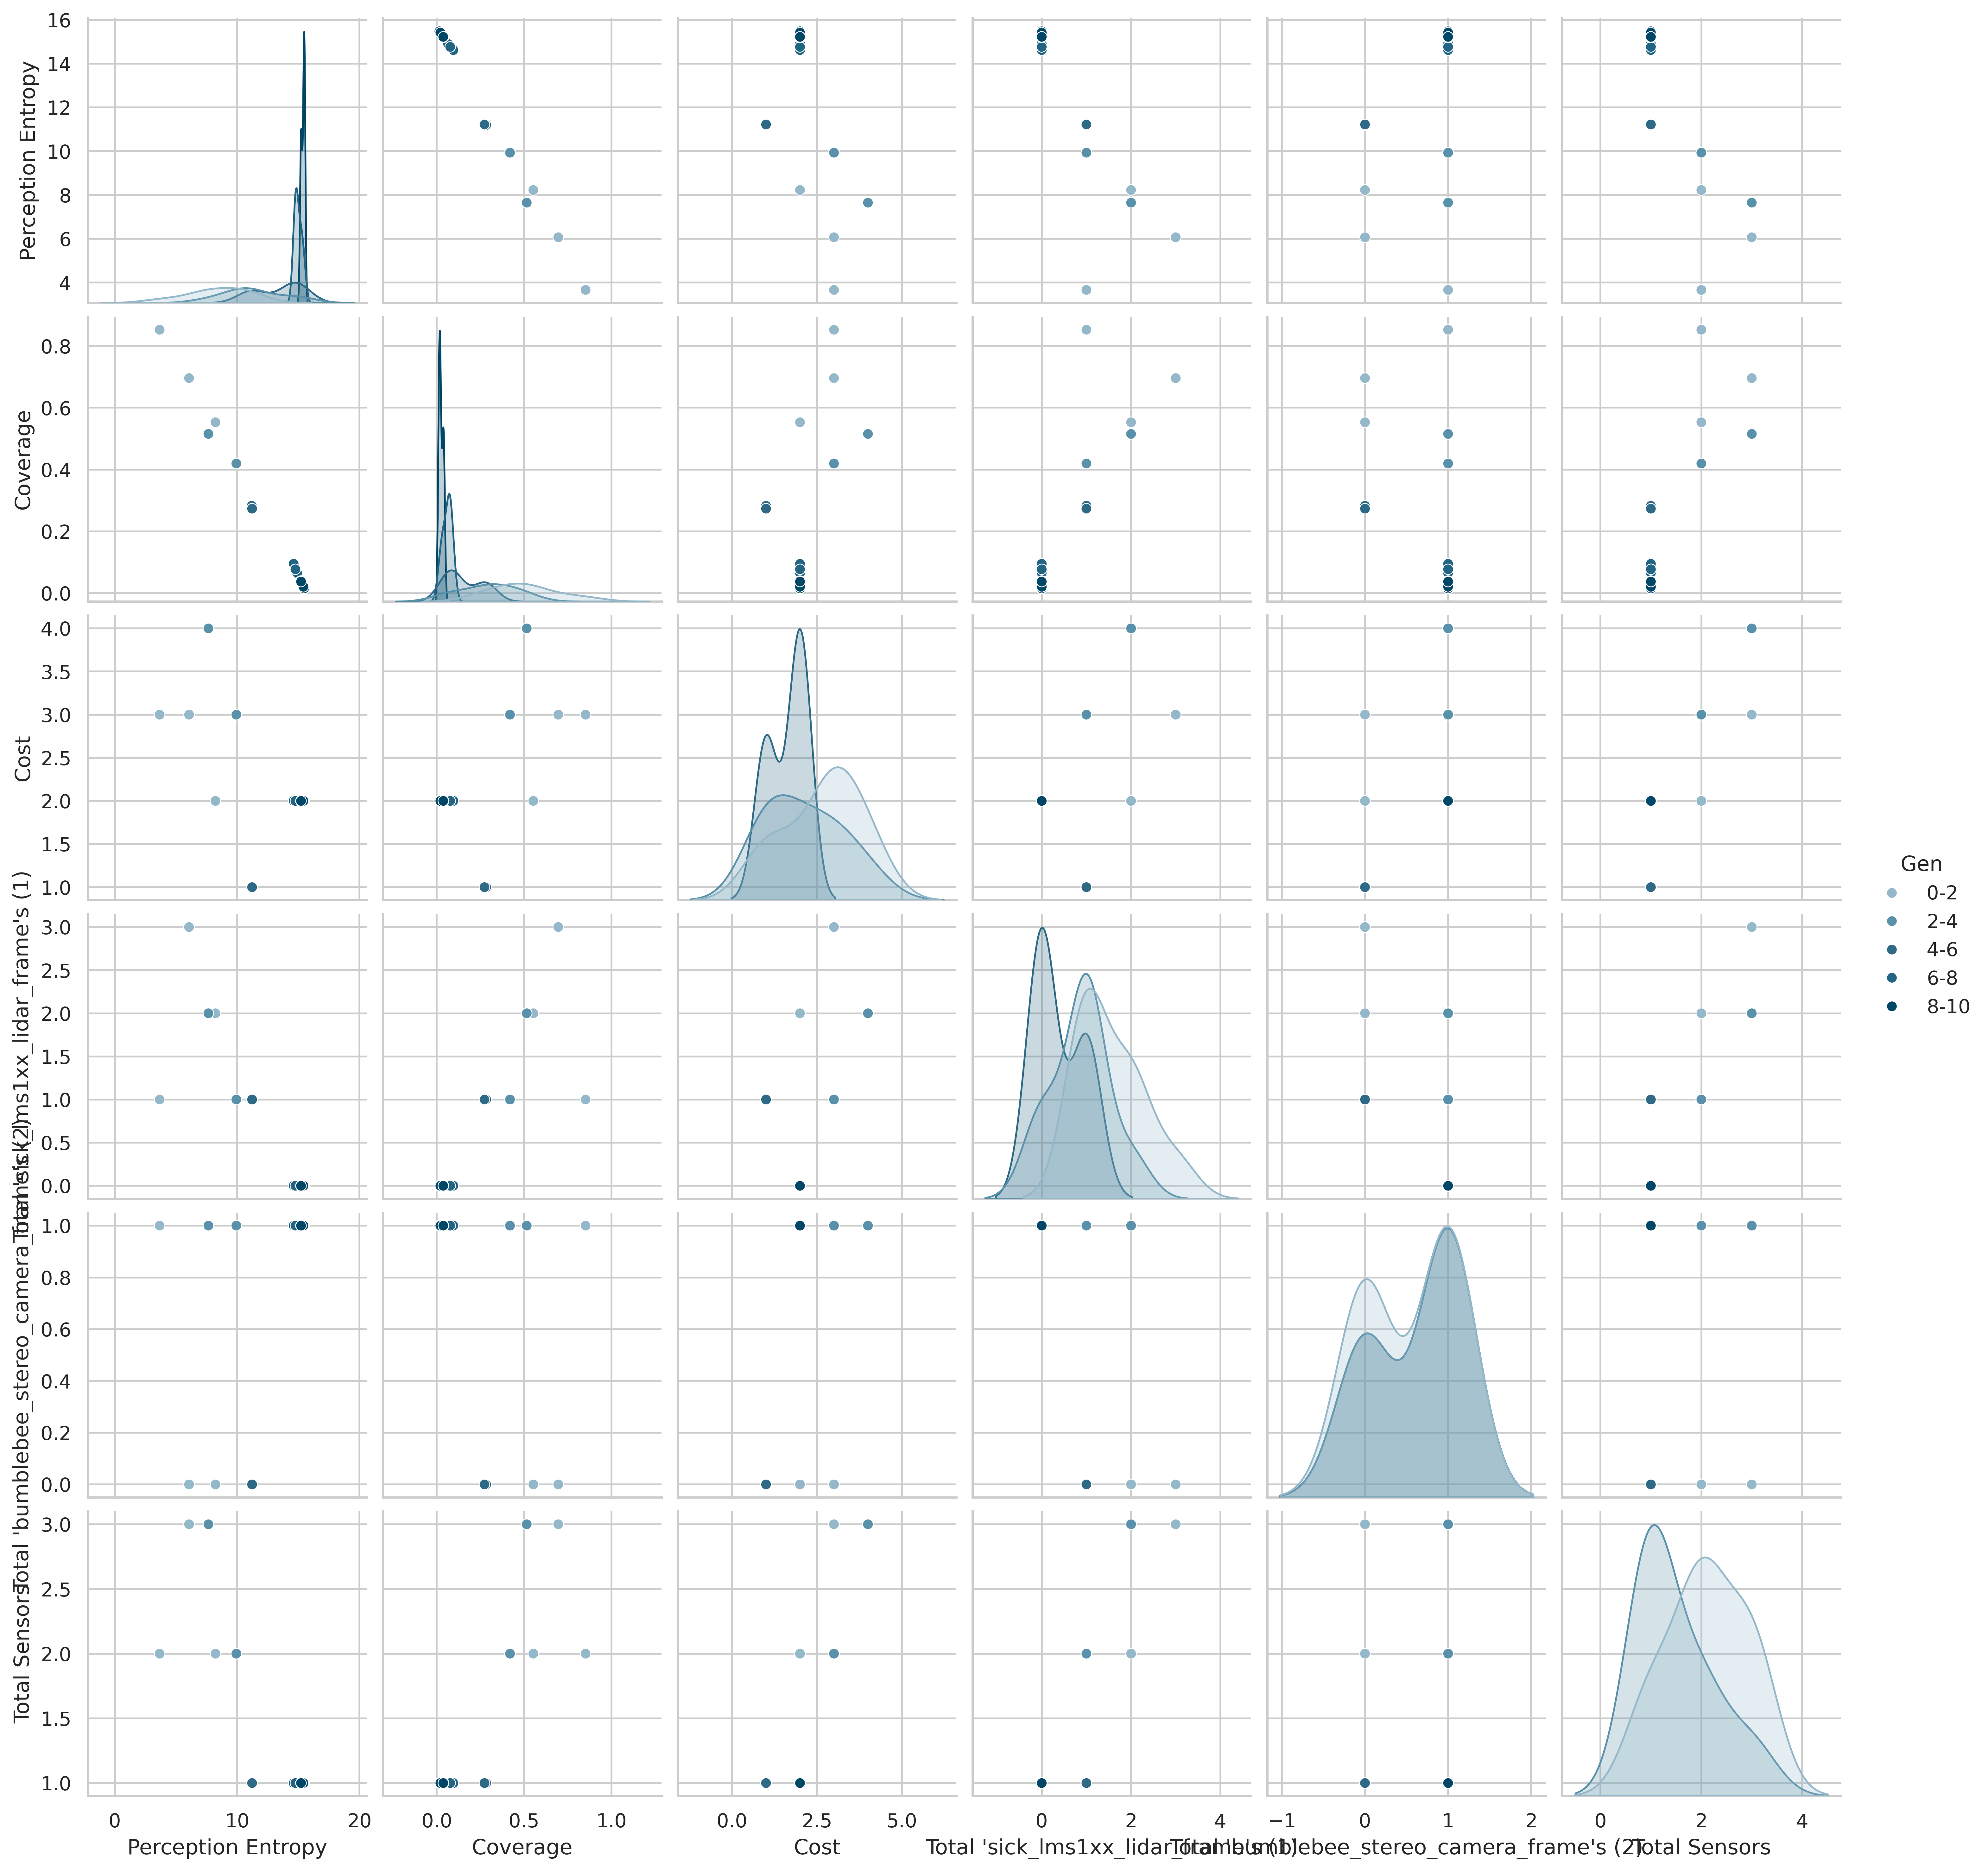 16
14
12
10
8
6
4
Perception Entropy
0.8
0.6
0.4
0.2
0.0
Coverage
4.0
3.5
3.0
2.5
2.0
1.5
1.0
Cost
3.0
2.5
2.0
1.5
1.0
0.5
0.0
Total 'sick_lms1xx_lidar_frame's (1)
1.0
0.8
0.6
0.4
0.2
0.0
Total 'bumblebee_stereo_camera_frame's (2)
3.0
2.5
2.0
1.5
1.0
Total Sensors
0 10 20
Perception Entropy
0.0 0.5 1.0
Coverage
0.0 2.5 5.0
Cost
0 2 4
Total 'sick_lms1xx_lidar_frame's (1)
−1 0 1 2
Total 'bumblebee_stereo_camera_frame's (2)
0 2 4
Total Sensors
Gen
0-2
2-4
4-6
6-8
8-10